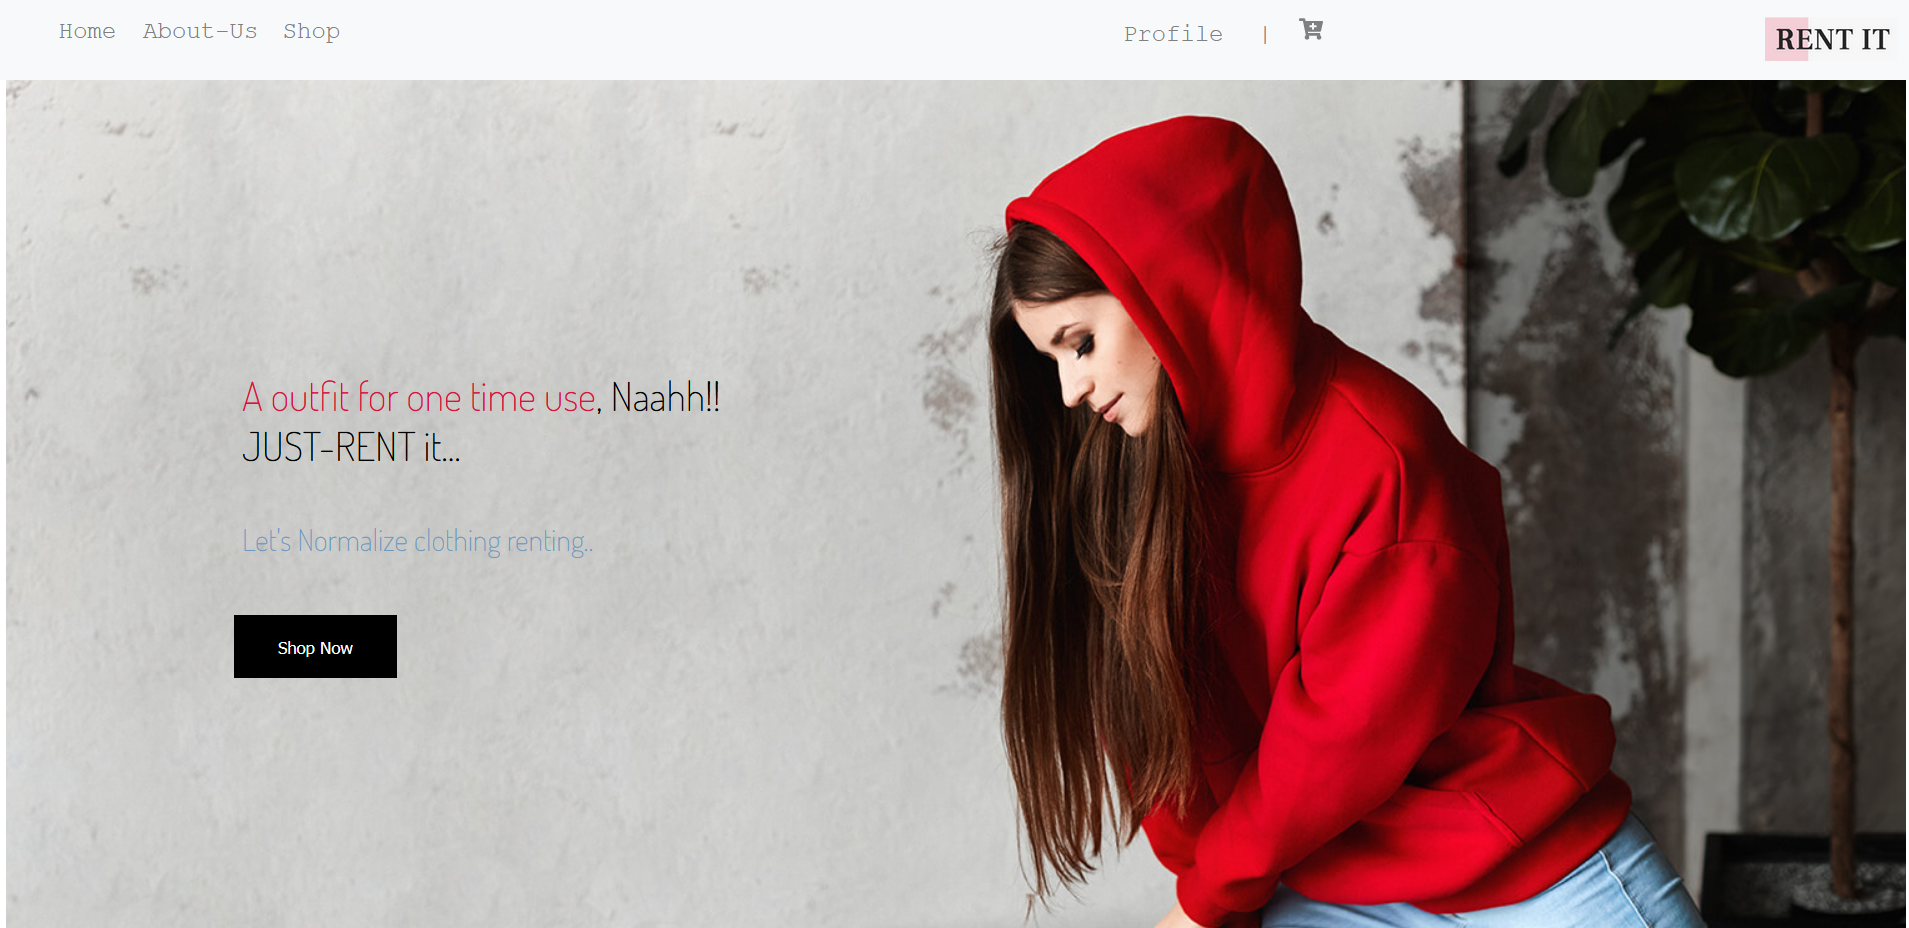 Home About-Us Shop Profile | RENT IT
A outfit for one time use, Naahh!!
JUST-RENT it...
Let's Normalize clothing renting..
Shop Now